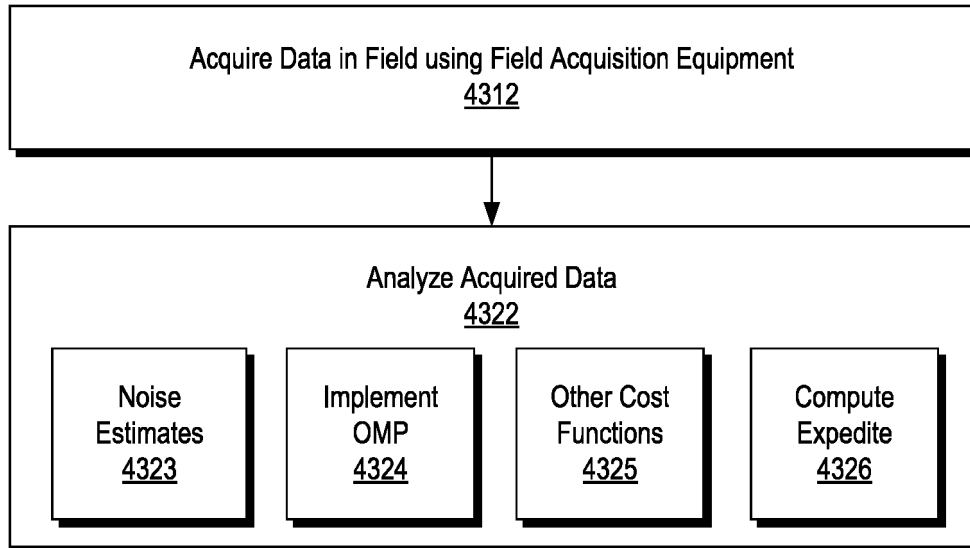 Acquire Data in Field using Field Acquisition Equipment
4312
Analyze Acquired Data
4322
Noise
Estimates
4323
Implement
OMP
4324
Other Cost
Functions
4325
Compute
Expedite
4326